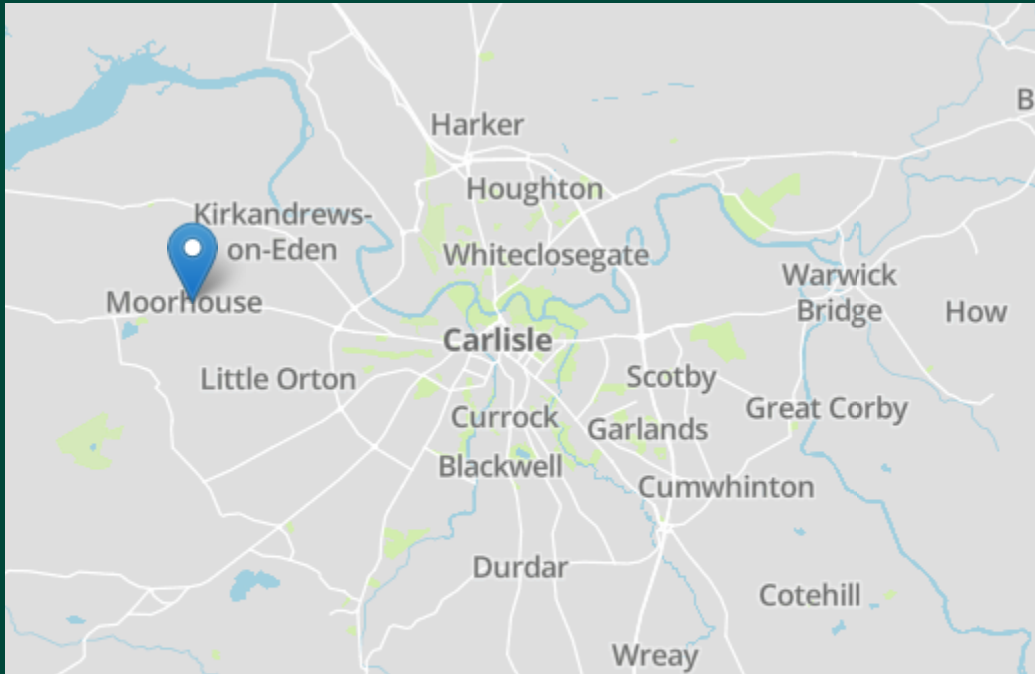 B
Harker
Houghton
Kirkandrews-
on-Eden
Whiteclosegate
Warwick
Bridge
Moorhouse
How
Carlisle
Little Orton
Scotby
Great Corby
Currock
Garlands
Blackwell
Cumwhinton
Durdar
Cotehill
Wreay